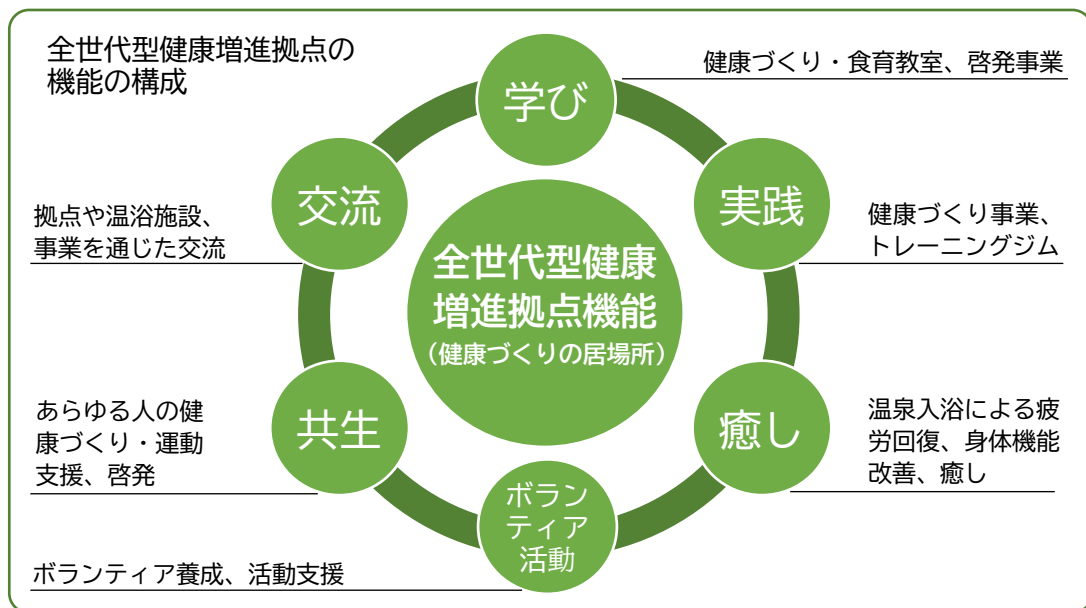 全世代型健康増進拠点の
機能の構成
学び
健康づくり・食育教室、啓発事業
実践
健康づくり事業、
トレーニングジム
癒し
温泉入浴による疲
労回復、身体機能
改善、癒し
ボラン
ティア
活動
ボランティア養成、活動支援
共生
あらゆる人の健
康づくり・運動
支援、啓発
交流
拠点や温浴施設、
事業を通じた交流
全世代型健康
増進拠点機能
（健康づくりの居場所）